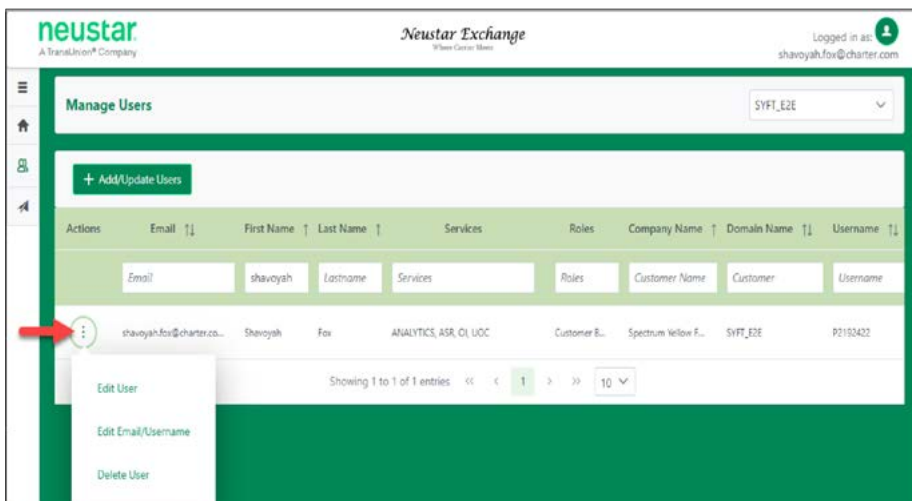 neustar
A TransUnion® Company
Neustar Exchange
Logged in as:
shavoyah.fox@charter.com
Manage Users
SYFT_E2E
+ Add/Update Users
Actions Email First Name Last Name Services Roles Company Name Domain Name Username
Email shavoyah Lastname Services Roles Customer Name Customer Username
shavoyah.fox@charter.co... Shavoyah Fox ANALYTICS, ASR, OI, UOC Customer B... Spectrum Yellow F... SYFT_E2E P2192422
Showing 1 to 1 of 1 entries << < 1 > >> 10
Edit User
Edit Email/Username
Delete User